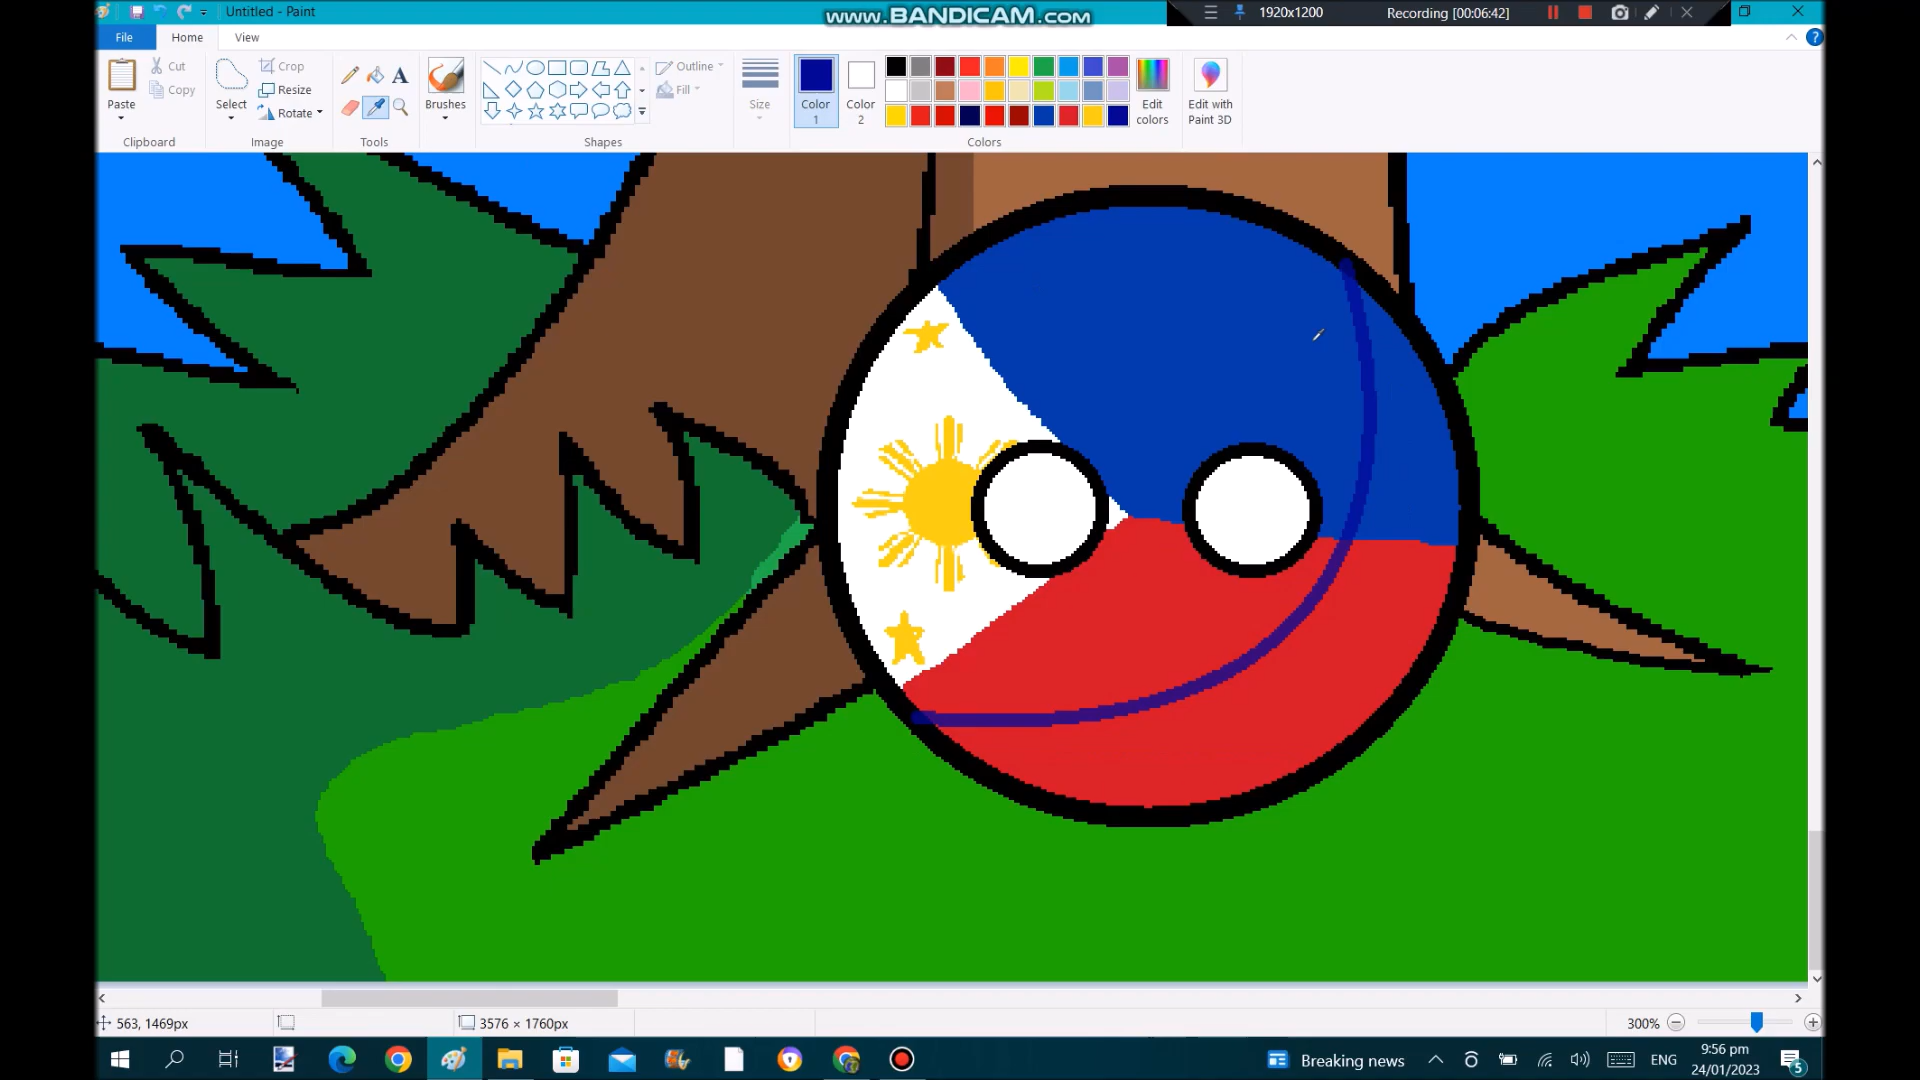 Untitled - Paint
www.BANDICAM.com
1920x1200
Recording [00:06:42]
File
Home
View
Paste
Cut
Copy
Clipboard
Select
Crop
Resize
Rotate
Image
Tools
Brushes
Outline
Fill
Shapes
Size
Color
1
Color
2
Edit
colors
Colors
Edit with
Paint 3D
563, 1469px
3576 × 1760px
300%
Breaking news
ENG
9:56 pm
24/01/2023
5